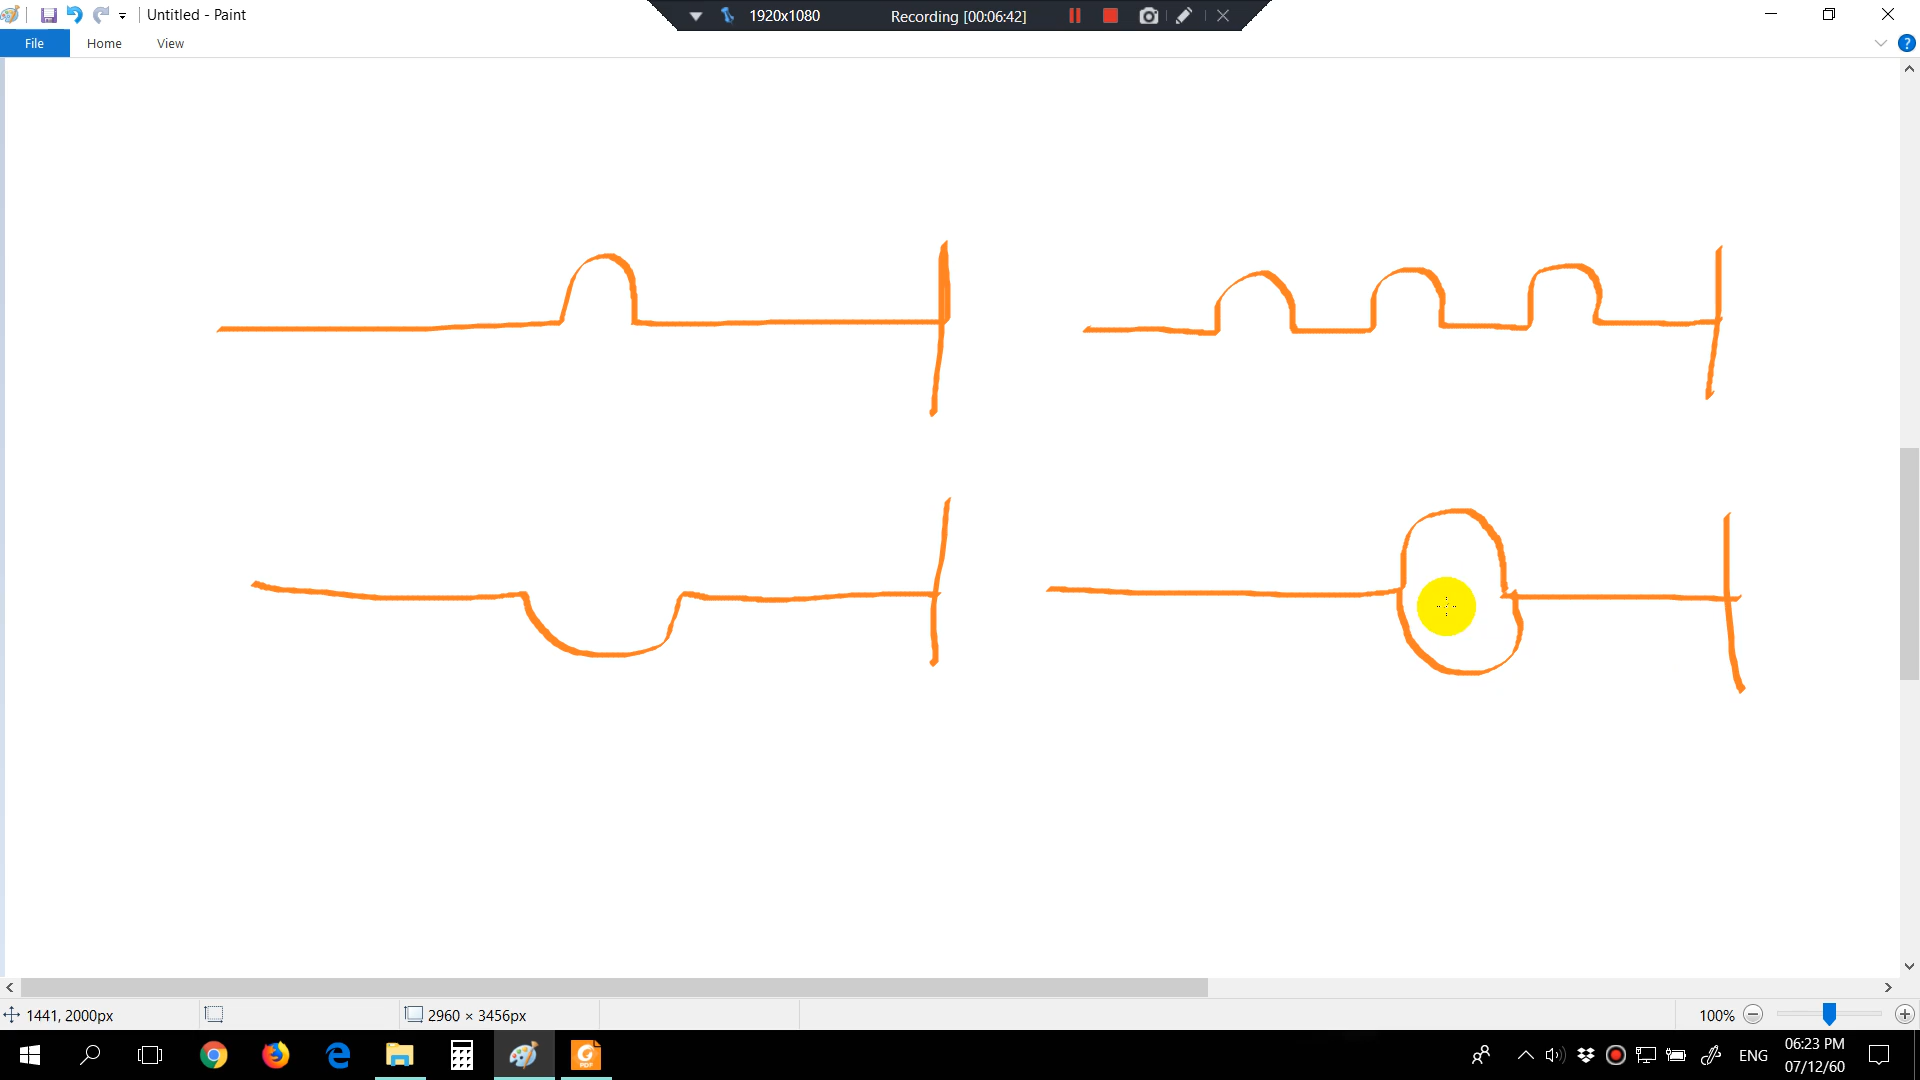 Untitled - Paint
1920x1080
Recording [00:06:42]
File Home View
?
1441, 2000px
2960 × 3456px
100%
PDF
ENG
06:23 PM
07/12/60